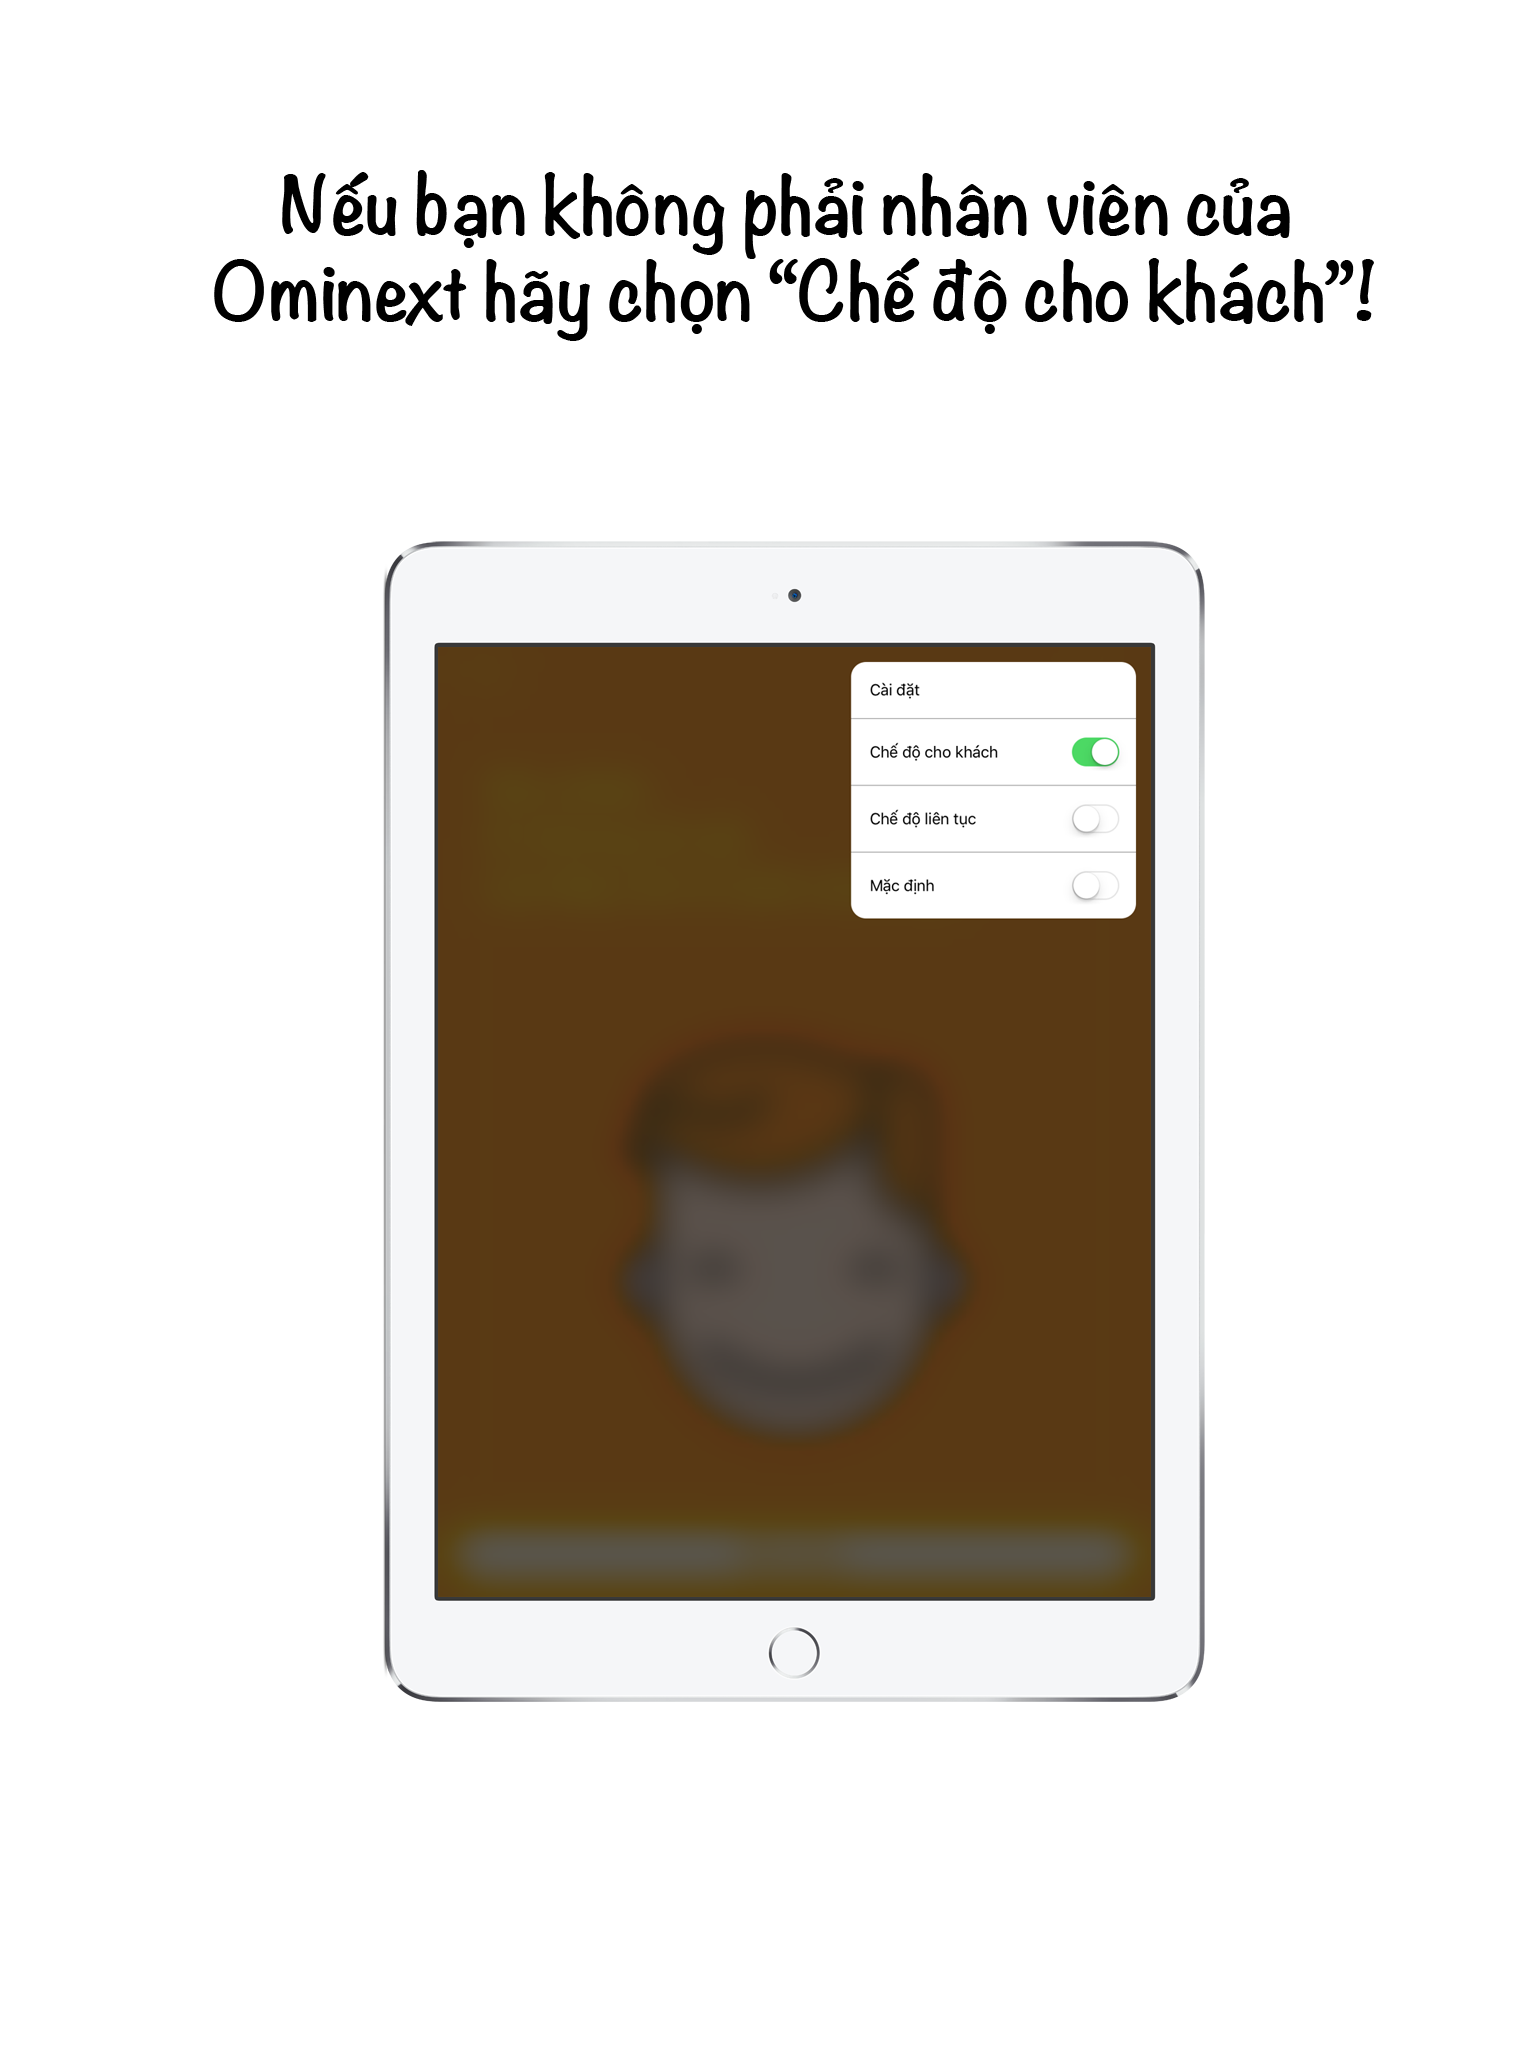 Nếu bạn không phải nhân viên của
Ominext hãy chọn “Chế độ cho khách”!
Cài đặt
Chế độ cho khách
Chế độ liên tục
Mặc định